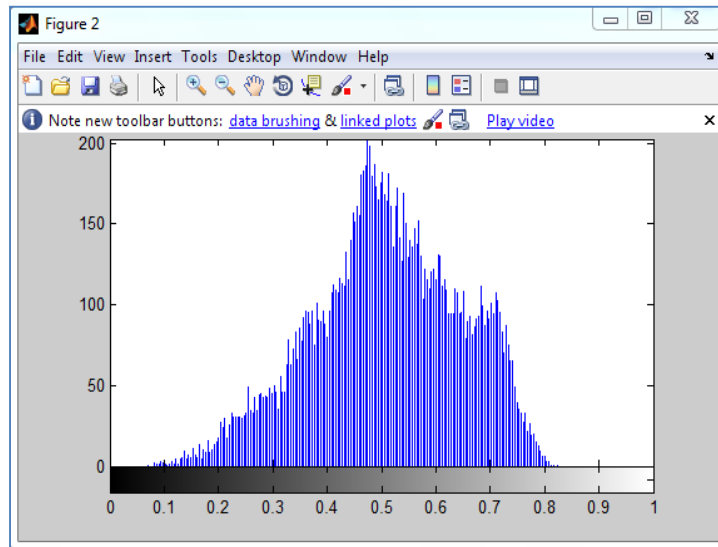 Figure 2
File Edit View Insert Tools Desktop Window Help
Note new toolbar buttons: data brushing & linked plots Play video
200
150
100
50
0
0 0.1 0.2 0.3 0.4 0.5 0.6 0.7 0.8 0.9 1